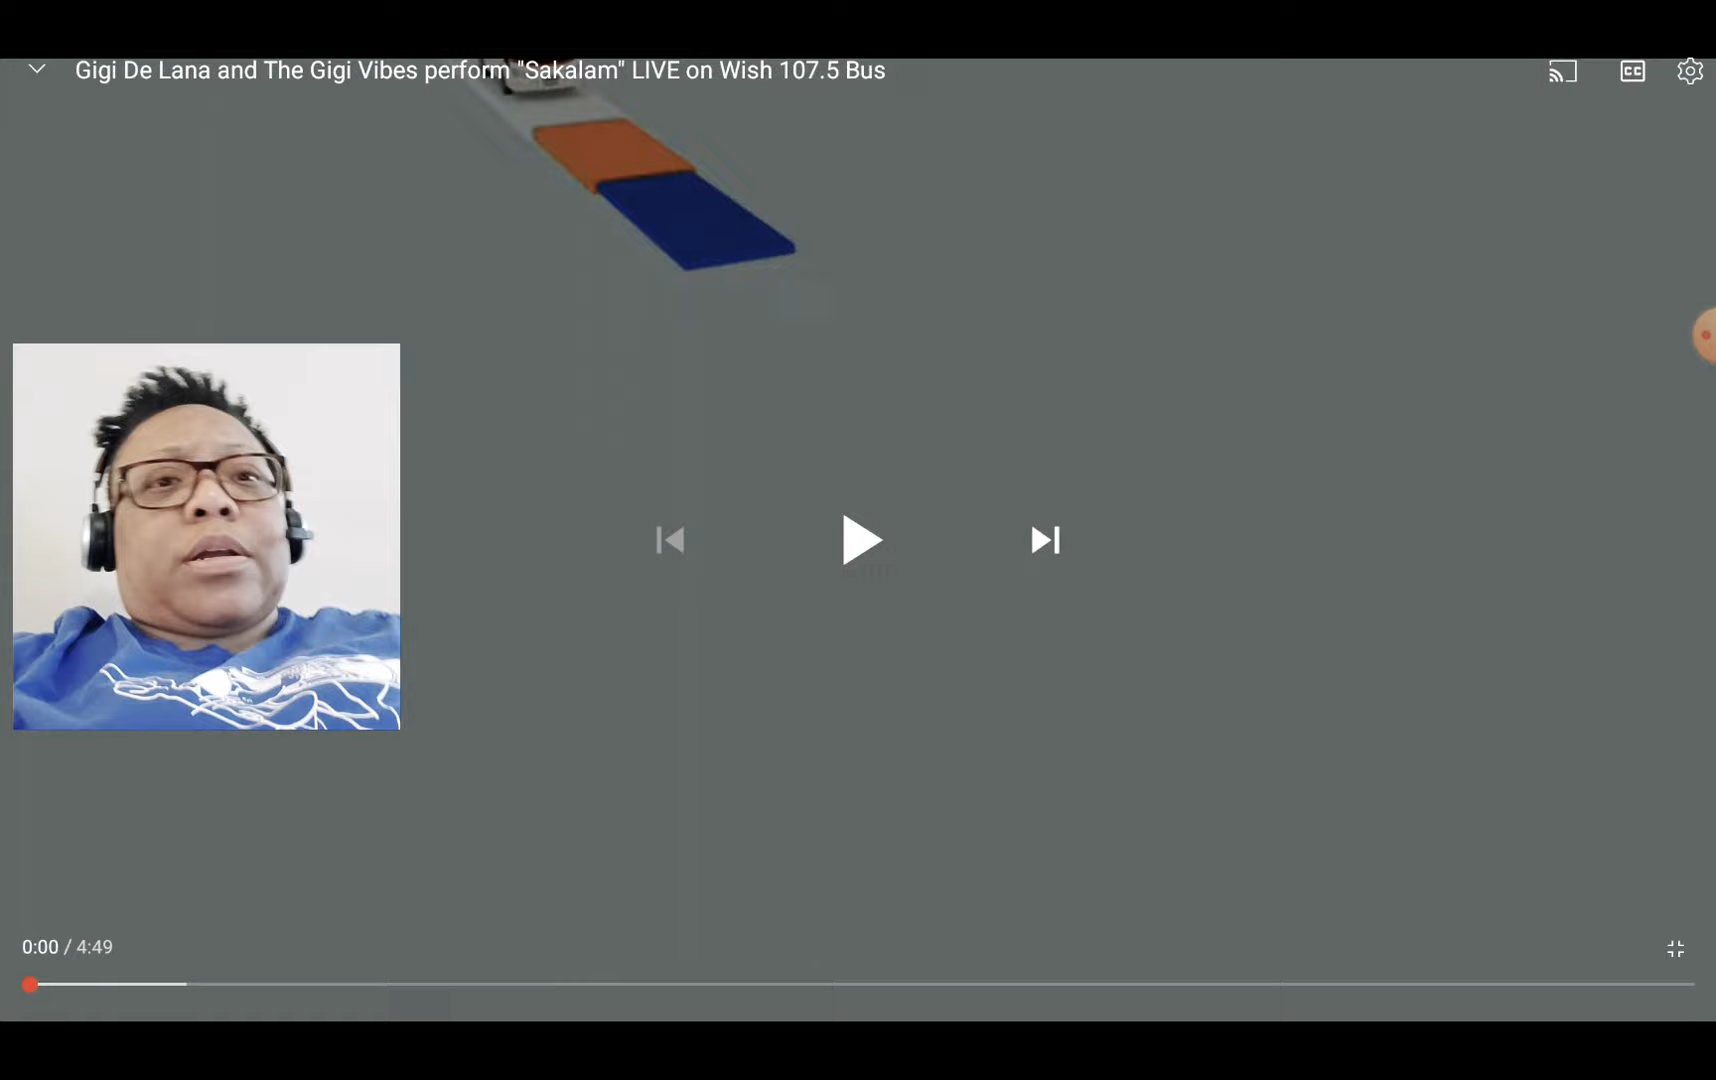 Gigi De Lana and The Gigi Vibes perform "Sakalam" LIVE on Wish 107.5 Bus
CC
0:00 / 4:49